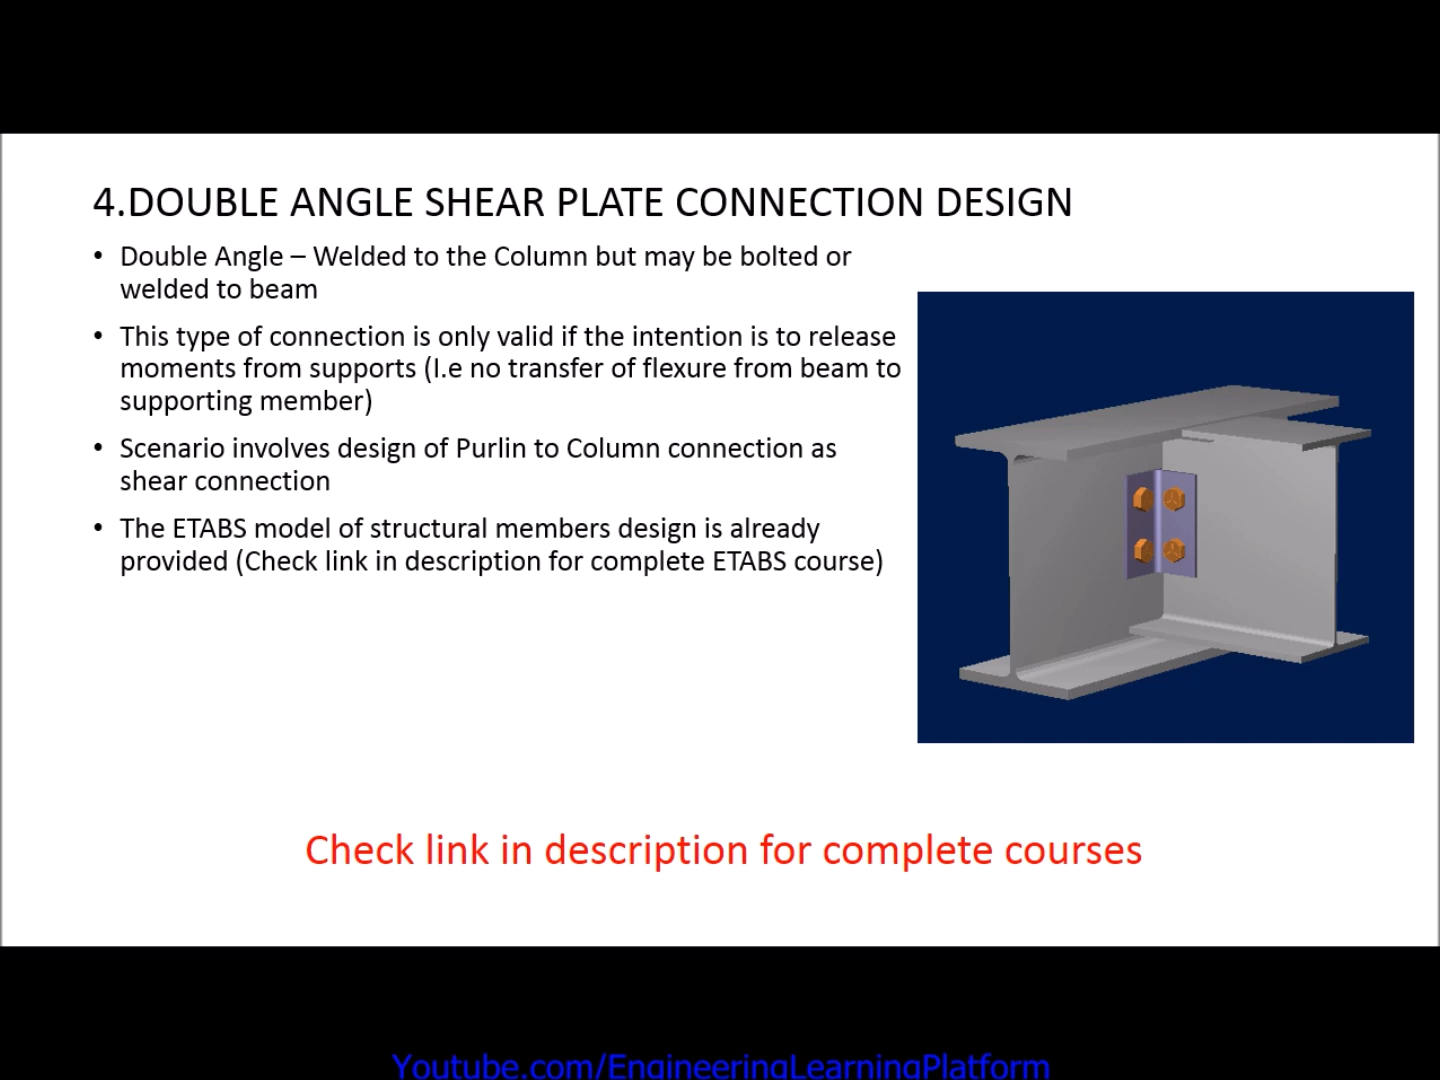 4.DOUBLE ANGLE SHEAR PLATE CONNECTION DESIGN
• Double Angle – Welded to the Column but may be bolted or
welded to beam
• This type of connection is only valid if the intention is to release
moments from supports (I.e no transfer of flexure from beam to
supporting member)
• Scenario involves design of Purlin to Column connection as
shear connection
• The ETABS model of structural members design is already
provided (Check link in description for complete ETABS course)
Check link in description for complete courses
Youtube.com/EngineeringLearningPlatform